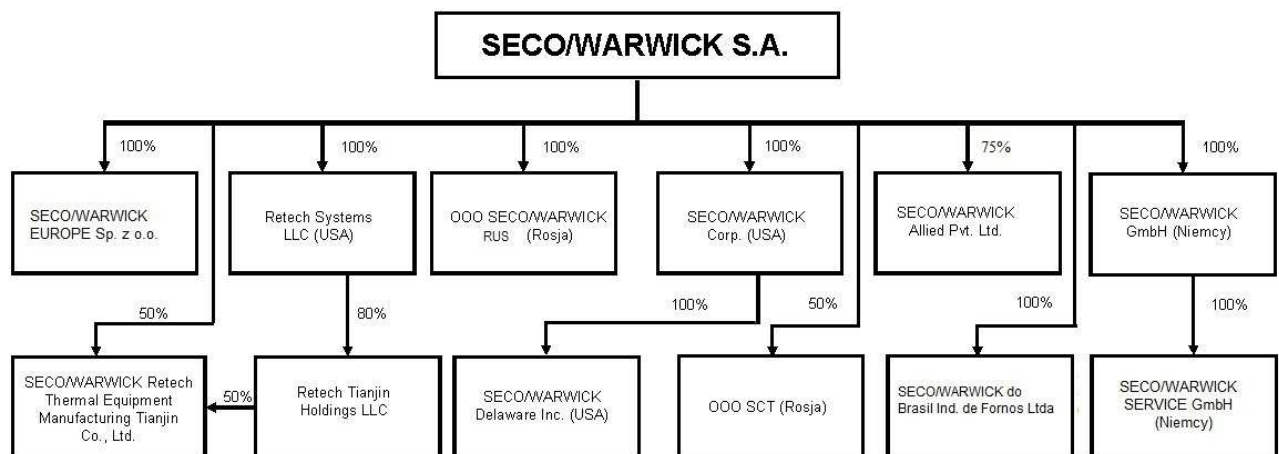 SECO/WARWICK S.A.
100%
100%
100%
100%
75%
100%
SECO/WARWICK
EUROPE Sp. z o.o.
Retech Systems
LLC (USA)
OOO SECO/WARWICK
RUS (Rosja)
SECO/WARWICK
Corp. (USA)
SECO/WARWICK
Allied Pvt. Ltd.
SECO/WARWICK
GmbH (Niemcy)
50%
80%
100%
50%
100%
100%
SECO/WARWICK Retech
Thermal Equipment
Manufacturing Tianjin
Co., Ltd.
50%
Retech Tianjin
Holdings LLC
SECO/WARWICK
Delaware Inc. (USA)
OOO SCT (Rosja)
SECO/WARWICK do
Brasil Ind. de Fornos Ltda
SECO/WARWICK
SERVICE GmbH
(Niemcy)